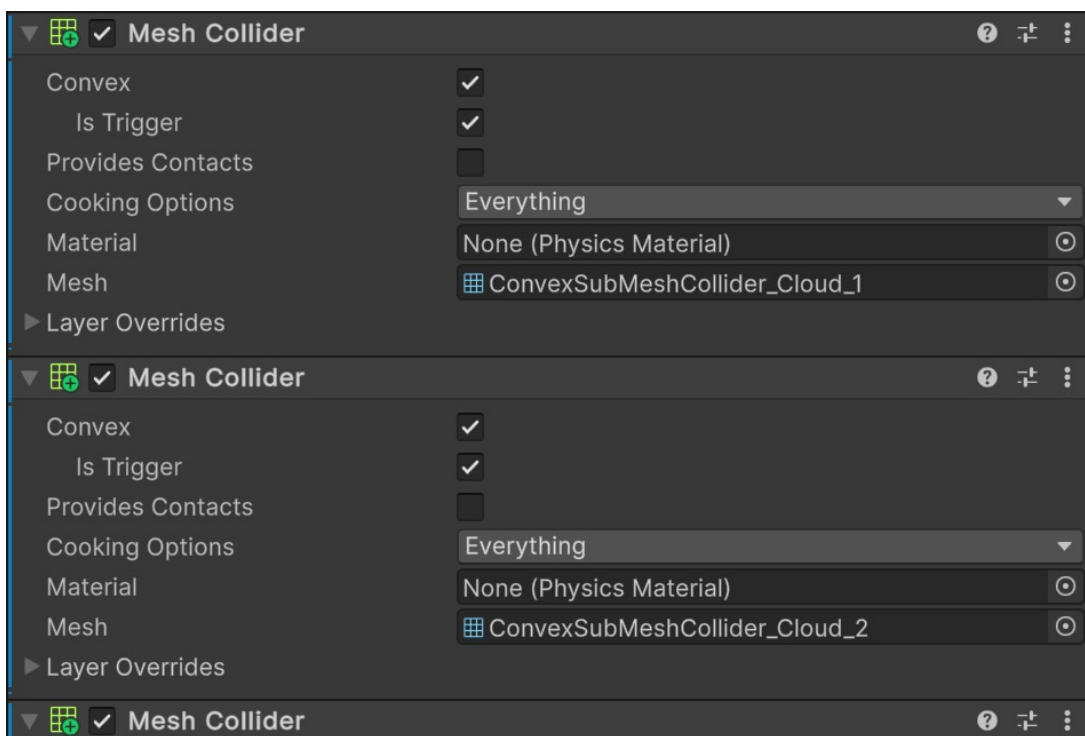 Mesh Collider
Convex
Is Trigger
Provides Contacts
Cooking Options Everything
Material None (Physics Material)
Mesh ConvexSubMeshCollider_Cloud_1
Layer Overrides
Mesh Collider
Convex
Is Trigger
Provides Contacts
Cooking Options Everything
Material None (Physics Material)
Mesh ConvexSubMeshCollider_Cloud_2
Layer Overrides
Mesh Collider